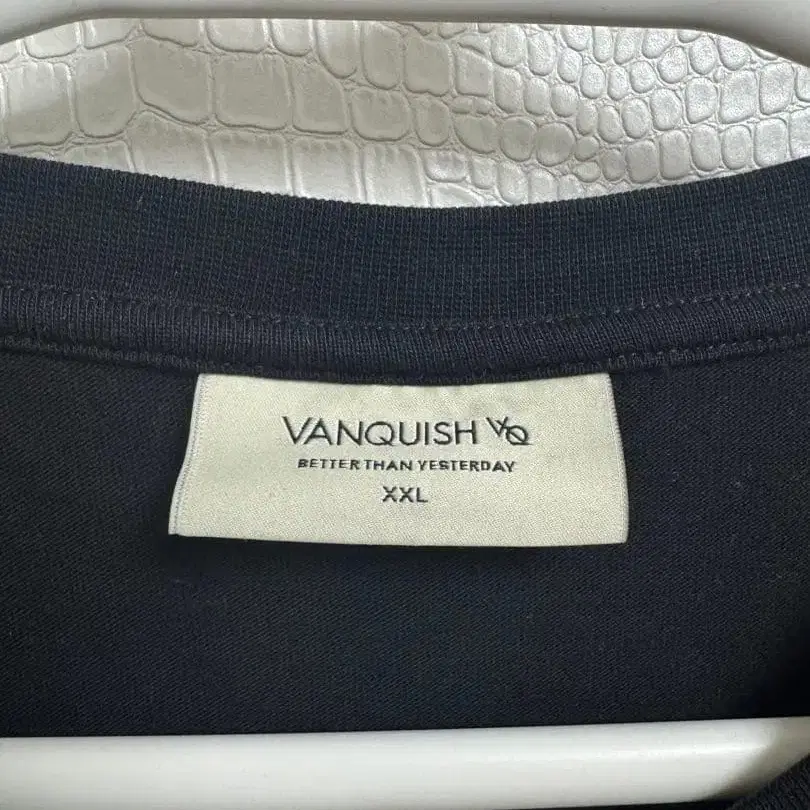 VANQUISH VQ
BETTER THAN YESTERDAY
XXL